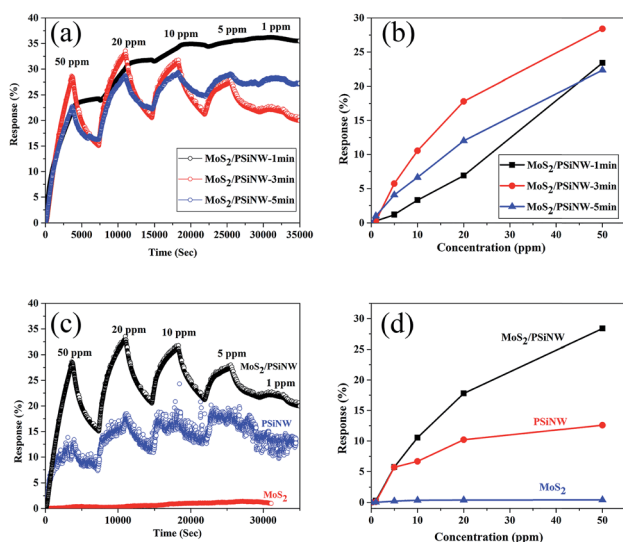 (a)
50 ppm
20 ppm
10 ppm
5 ppm
1 ppm
40
35
30
25
20
15
10
5
0
Response (%)
MoS2/PSiNW-1min
MoS2/PSiNW-3min
MoS2/PSiNW-5min
0 5000 10000 15000 20000 25000 30000 35000
Time (Sec)
(b)
30
25
20
15
10
5
0
Response (%)
MoS2/PSiNW-1min
MoS2/PSiNW-3min
MoS2/PSiNW-5min
0 10 20 30 40 50
Concentration (ppm)
(c)
50 ppm
20 ppm
10 ppm
5 ppm
1 ppm
40
35
30
25
20
15
10
5
0
Response (%)
MoS2/PSiNW
PSiNW
MoS2
0 10000 20000 30000
Time (Sec)
(d)
35
30
25
20
15
10
5
0
Response (%)
MoS2/PSiNW
PSiNW
MoS2
0 10 20 30 40 50
Concentration (ppm)